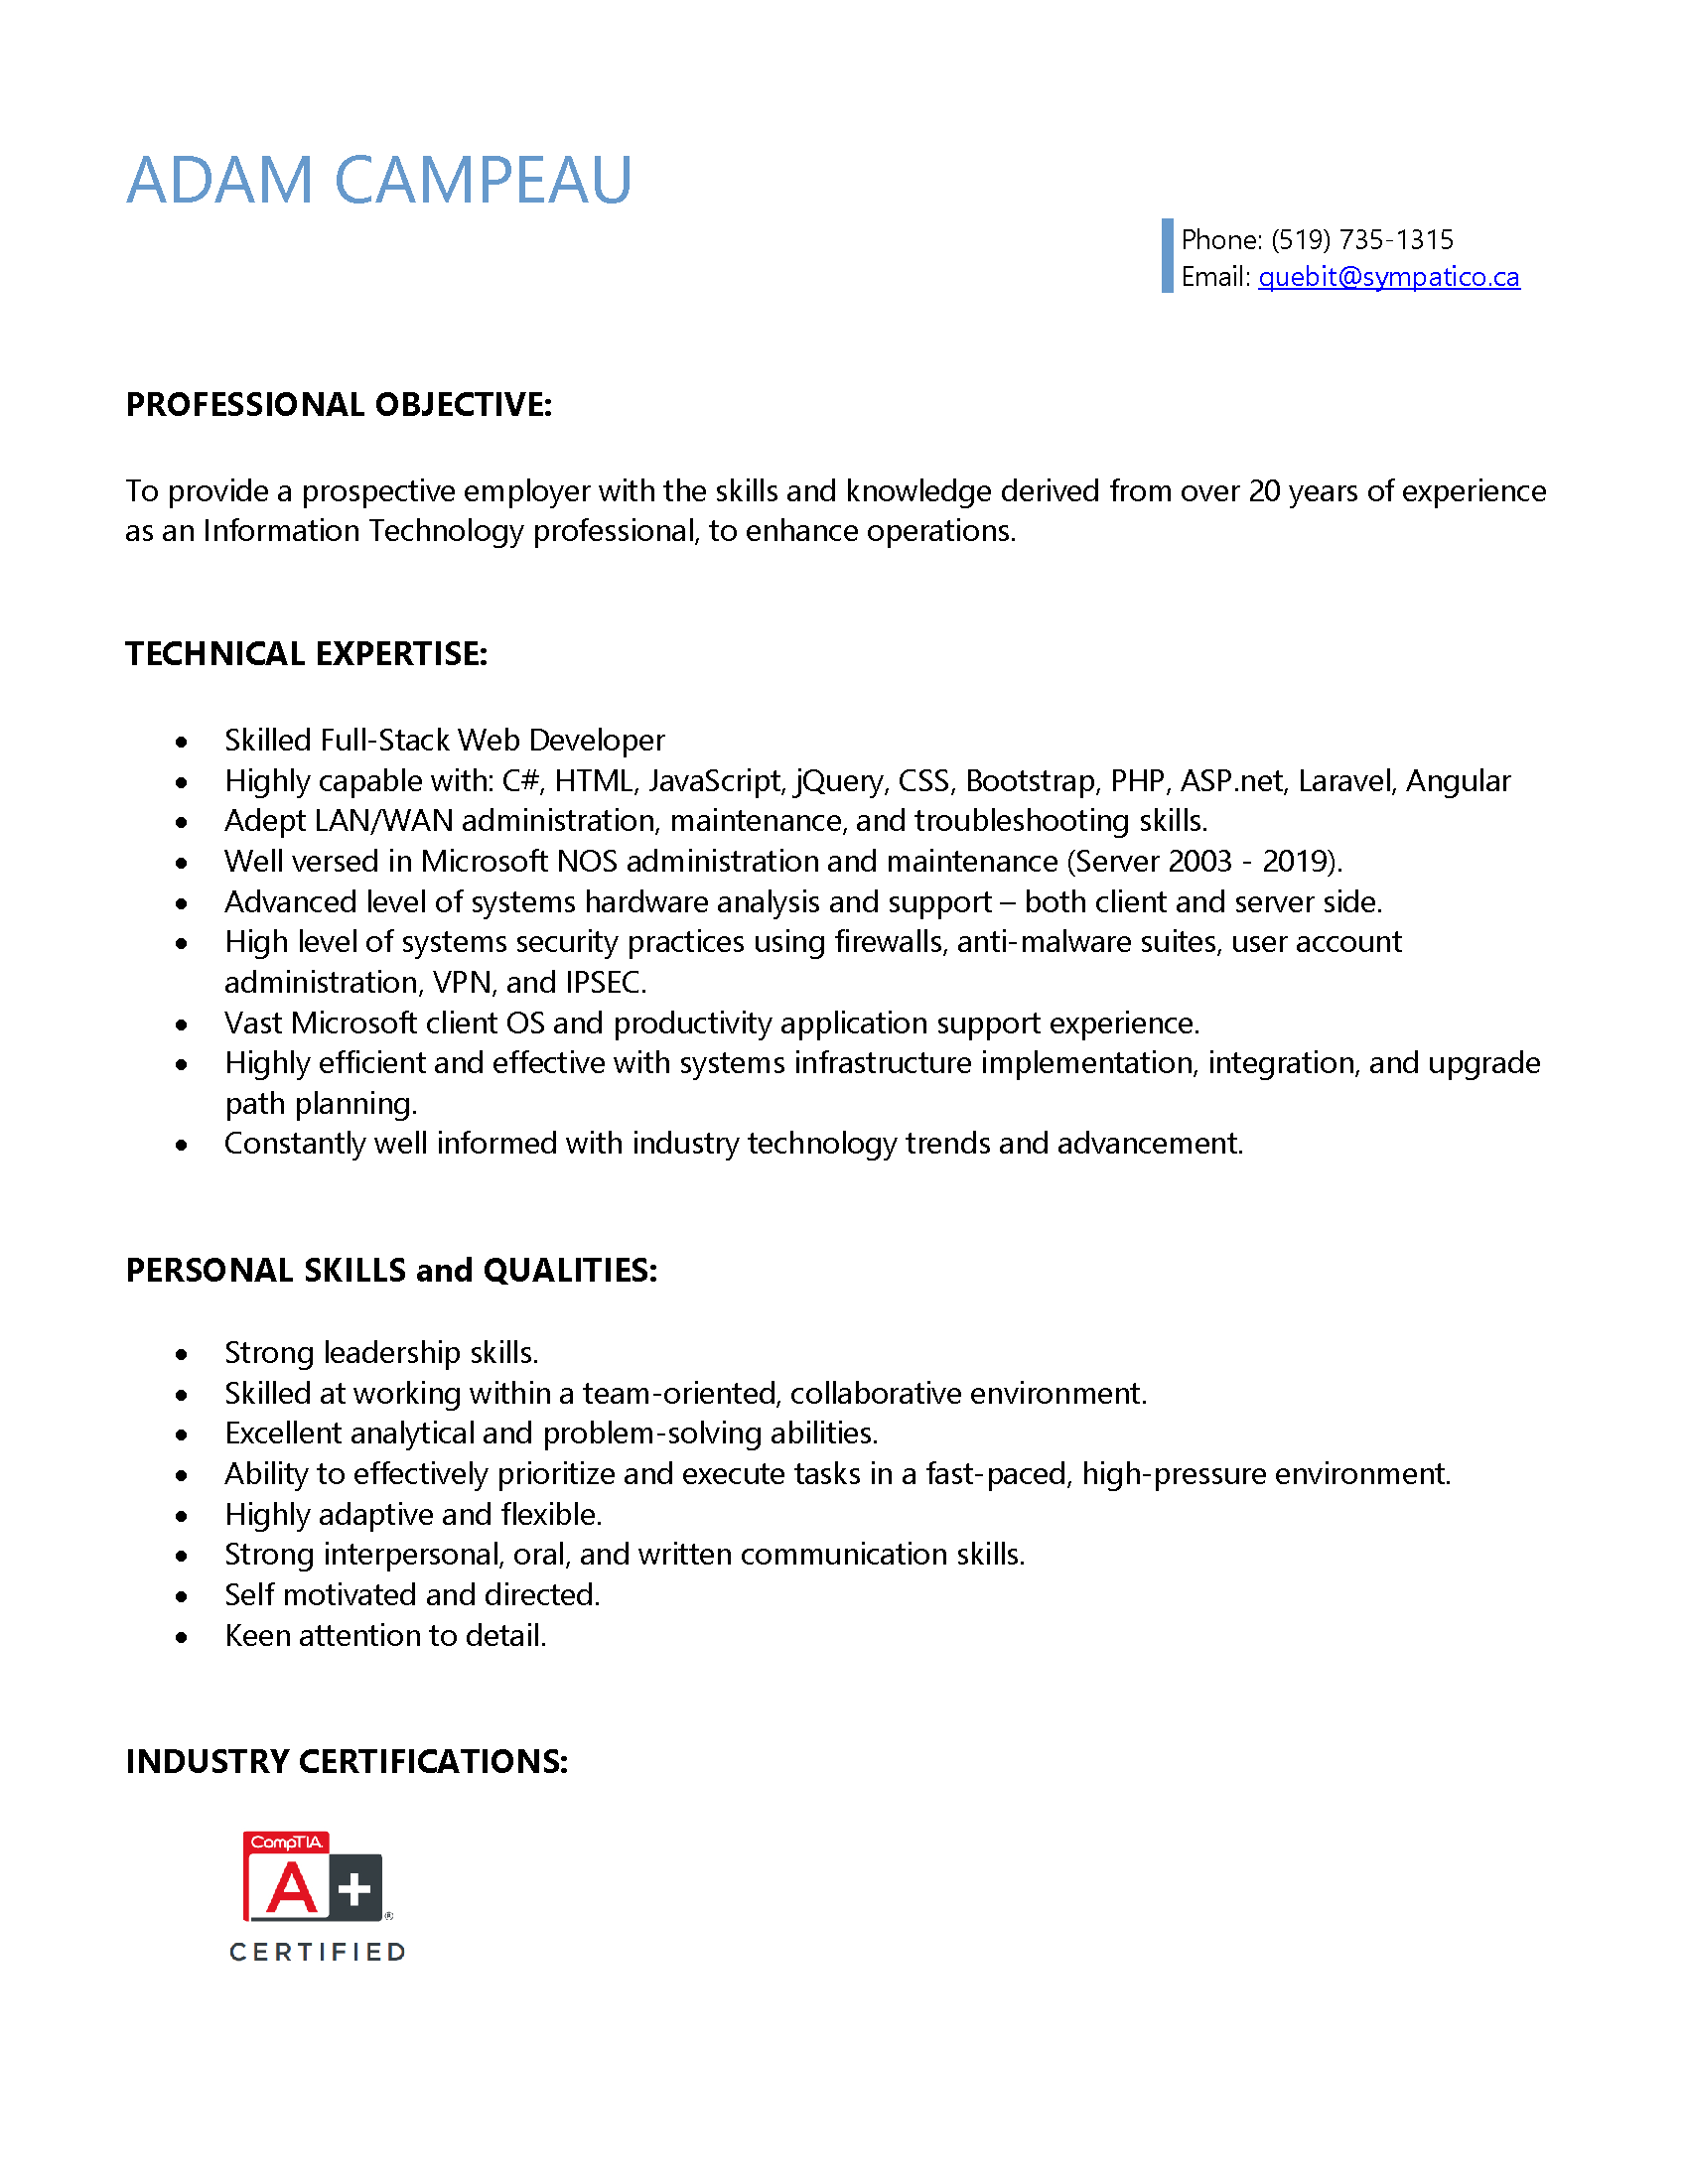 ADAM CAMPEAU
Phone: (519) 735-1315
Email: quebit@sympatico.ca
PROFESSIONAL OBJECTIVE:
To provide a prospective employer with the skills and knowledge derived from over 20 years of experience
as an Information Technology professional, to enhance operations.
TECHNICAL EXPERTISE:
• Skilled Full-Stack Web Developer
• Highly capable with: C#, HTML, JavaScript, jQuery, CSS, Bootstrap, PHP, ASP.net, Laravel, Angular
• Adept LAN/WAN administration, maintenance, and troubleshooting skills.
• Well versed in Microsoft NOS administration and maintenance (Server 2003 - 2019).
• Advanced level of systems hardware analysis and support – both client and server side.
• High level of systems security practices using firewalls, anti-malware suites, user account
administration, VPN, and IPSEC.
• Vast Microsoft client OS and productivity application support experience.
• Highly efficient and effective with systems infrastructure implementation, integration, and upgrade
path planning.
• Constantly well informed with industry technology trends and advancement.
PERSONAL SKILLS and QUALITIES:
• Strong leadership skills.
• Skilled at working within a team-oriented, collaborative environment.
• Excellent analytical and problem-solving abilities.
• Ability to effectively prioritize and execute tasks in a fast-paced, high-pressure environment.
• Highly adaptive and flexible.
• Strong interpersonal, oral, and written communication skills.
• Self motivated and directed.
• Keen attention to detail.
INDUSTRY CERTIFICATIONS:
CompTIA.
A+ ®
CERTIFIED